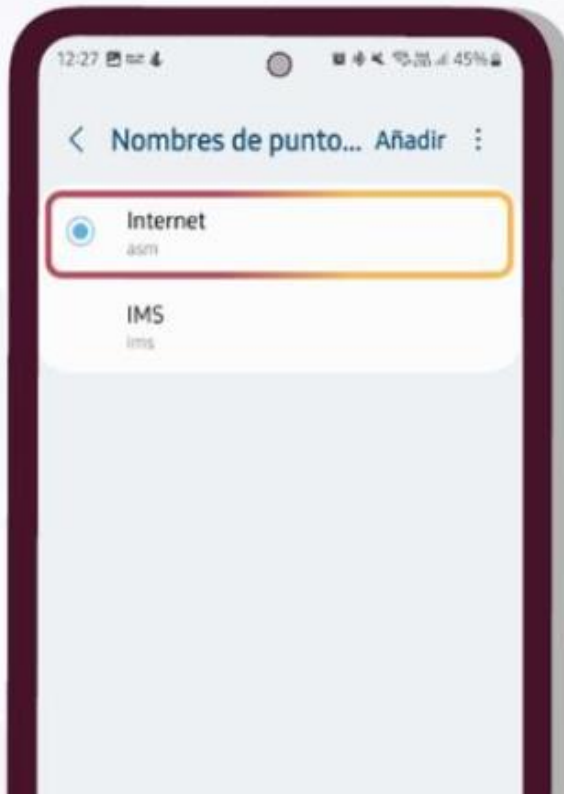 12:27 45%
Nombres de punto... Añadir
Internet
asm
IMS
ims